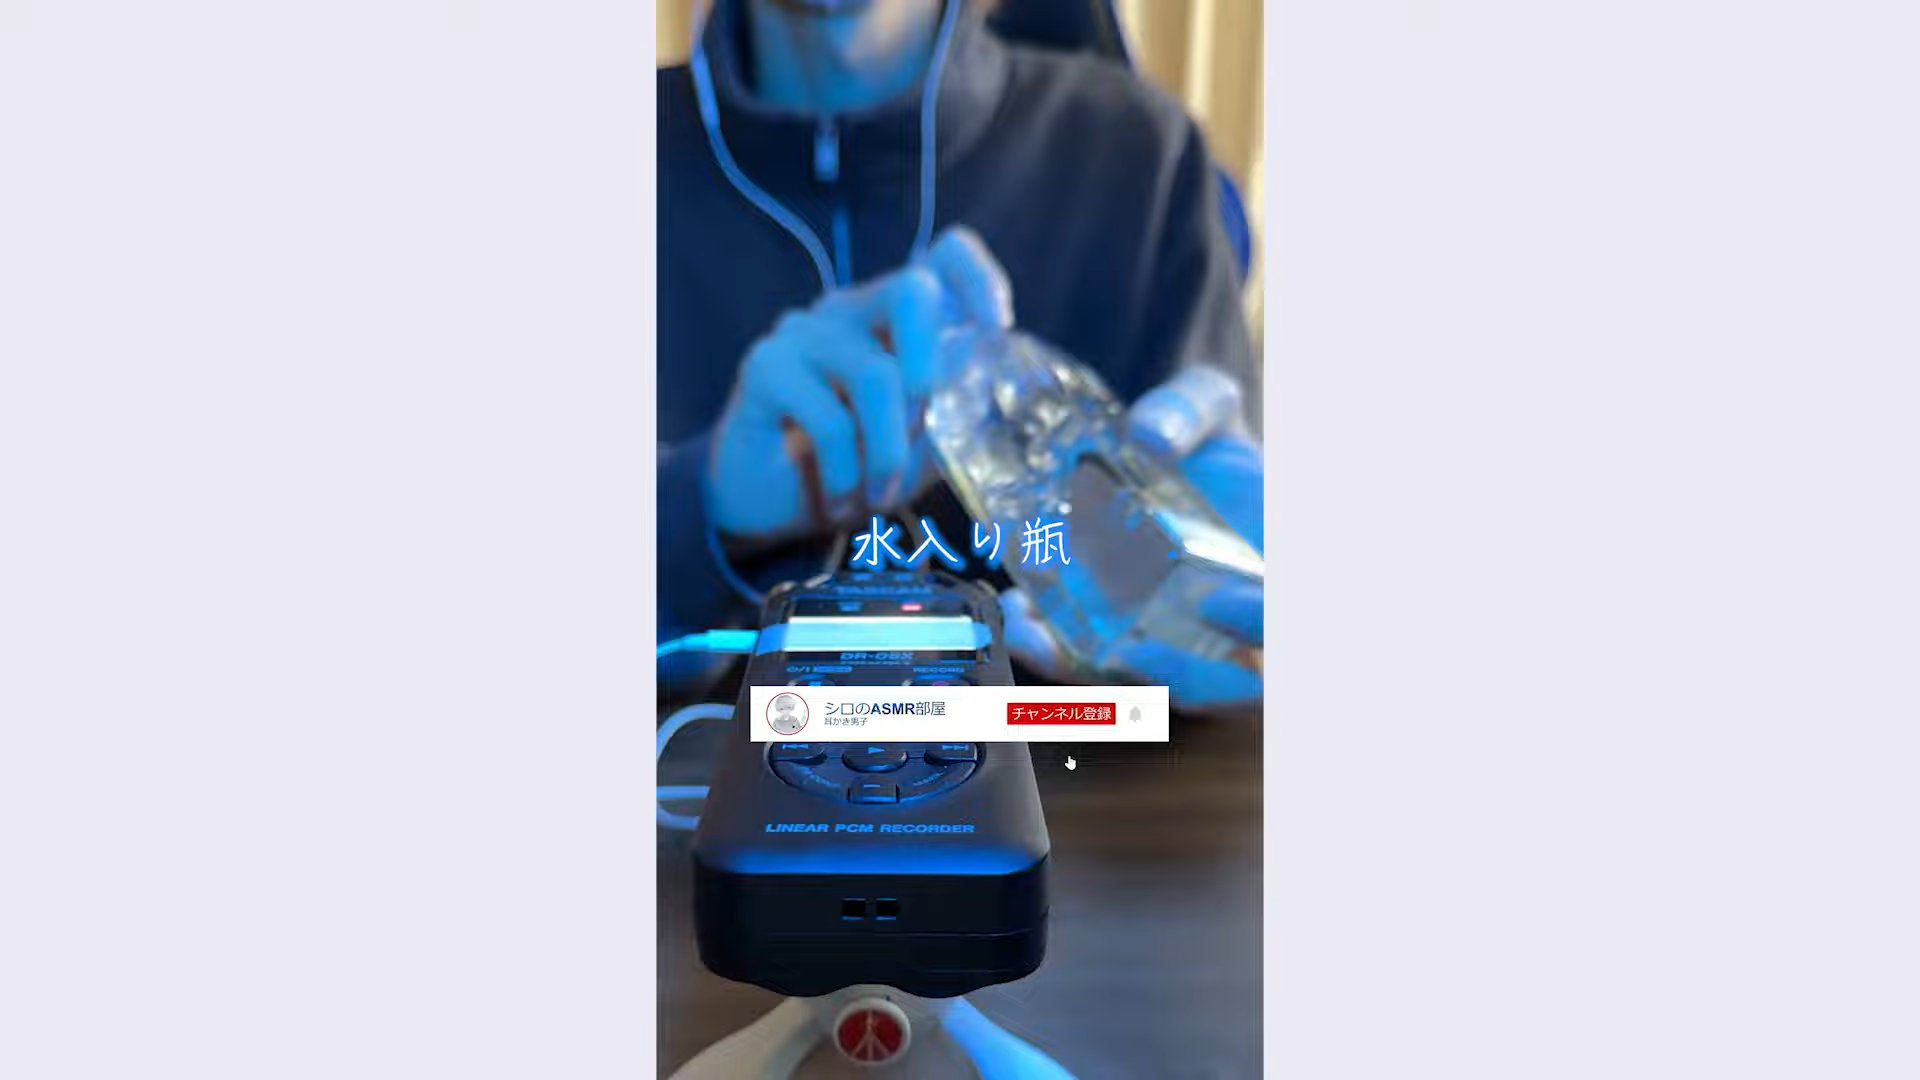 水入り瓶
TASCAM
DR-05X
RECORD
シロのASMR部屋
耳かき男子
チャンネル登録
LINEAR PCM RECORDER